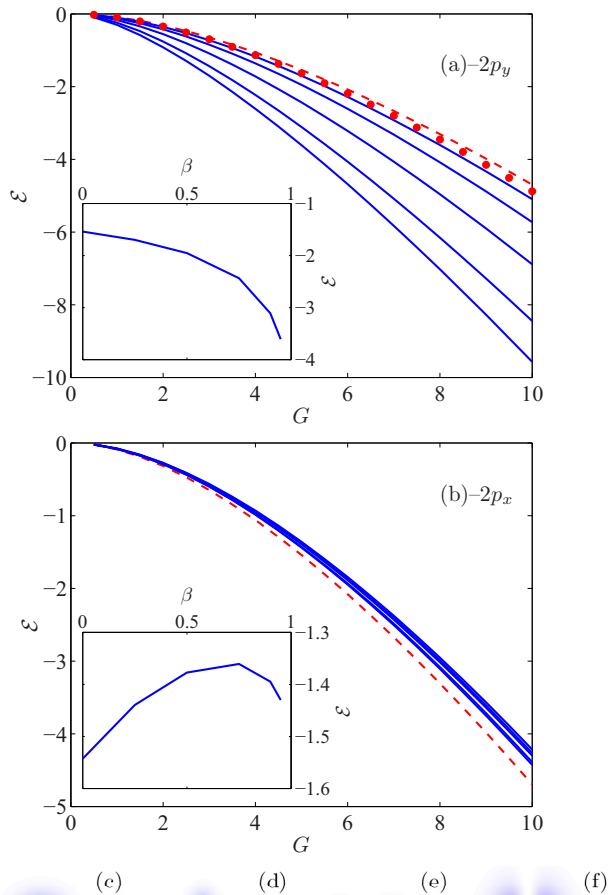 0
(a)–2p_y
−2
−4
β
0 0.5 1
−1
ℰ
−6
−2
ℰ
−8
−3
−4
−10
0 2 4 6 8 10
G
0
(b)–2p_x
−1
−2
β
0 0.5 1
−1.3
ℰ
−3
−1.4
ℰ
−1.5
−4
−1.6
−5
0 2 4 6 8 10
G
(c) (d) (e) (f)